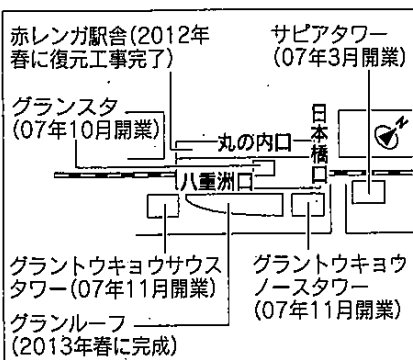 赤レンガ駅舎(2012年
春に復元工事完了)
サピアタワー
(07年3月開業)
グランスタ
(07年10月開業)
丸の内口
日本橋口
N
八重洲口
グラントウキョウサウス
タワー(07年11月開業)
グラントウキョウ
ノースタワー
(07年11月開業)
グランルーフ
(2013年春に完成)